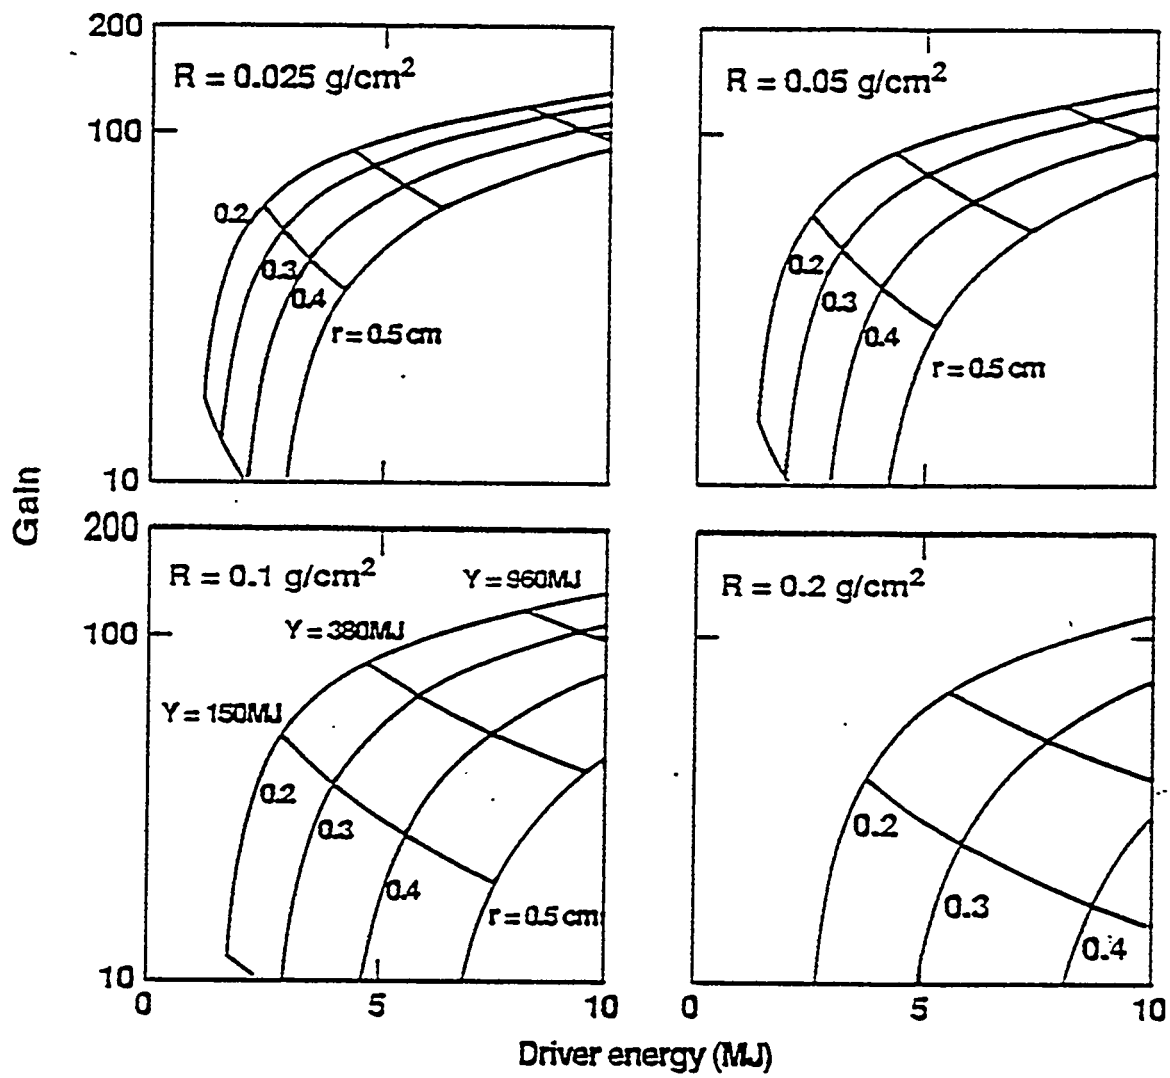 Gain
200
100
10
R = 0.025 g/cm²
0.2
0.3
0.4
r = 0.5 cm
R = 0.05 g/cm²
0.2
0.3
0.4
r = 0.5 cm
200
100
10
R = 0.1 g/cm²
Y = 960MJ
Y = 380MJ
Y = 150MJ
0.2
0.3
0.4
r = 0.5 cm
0
5
10
R = 0.2 g/cm²
0.2
0.3
0.4
0
5
10
Driver energy (MJ)